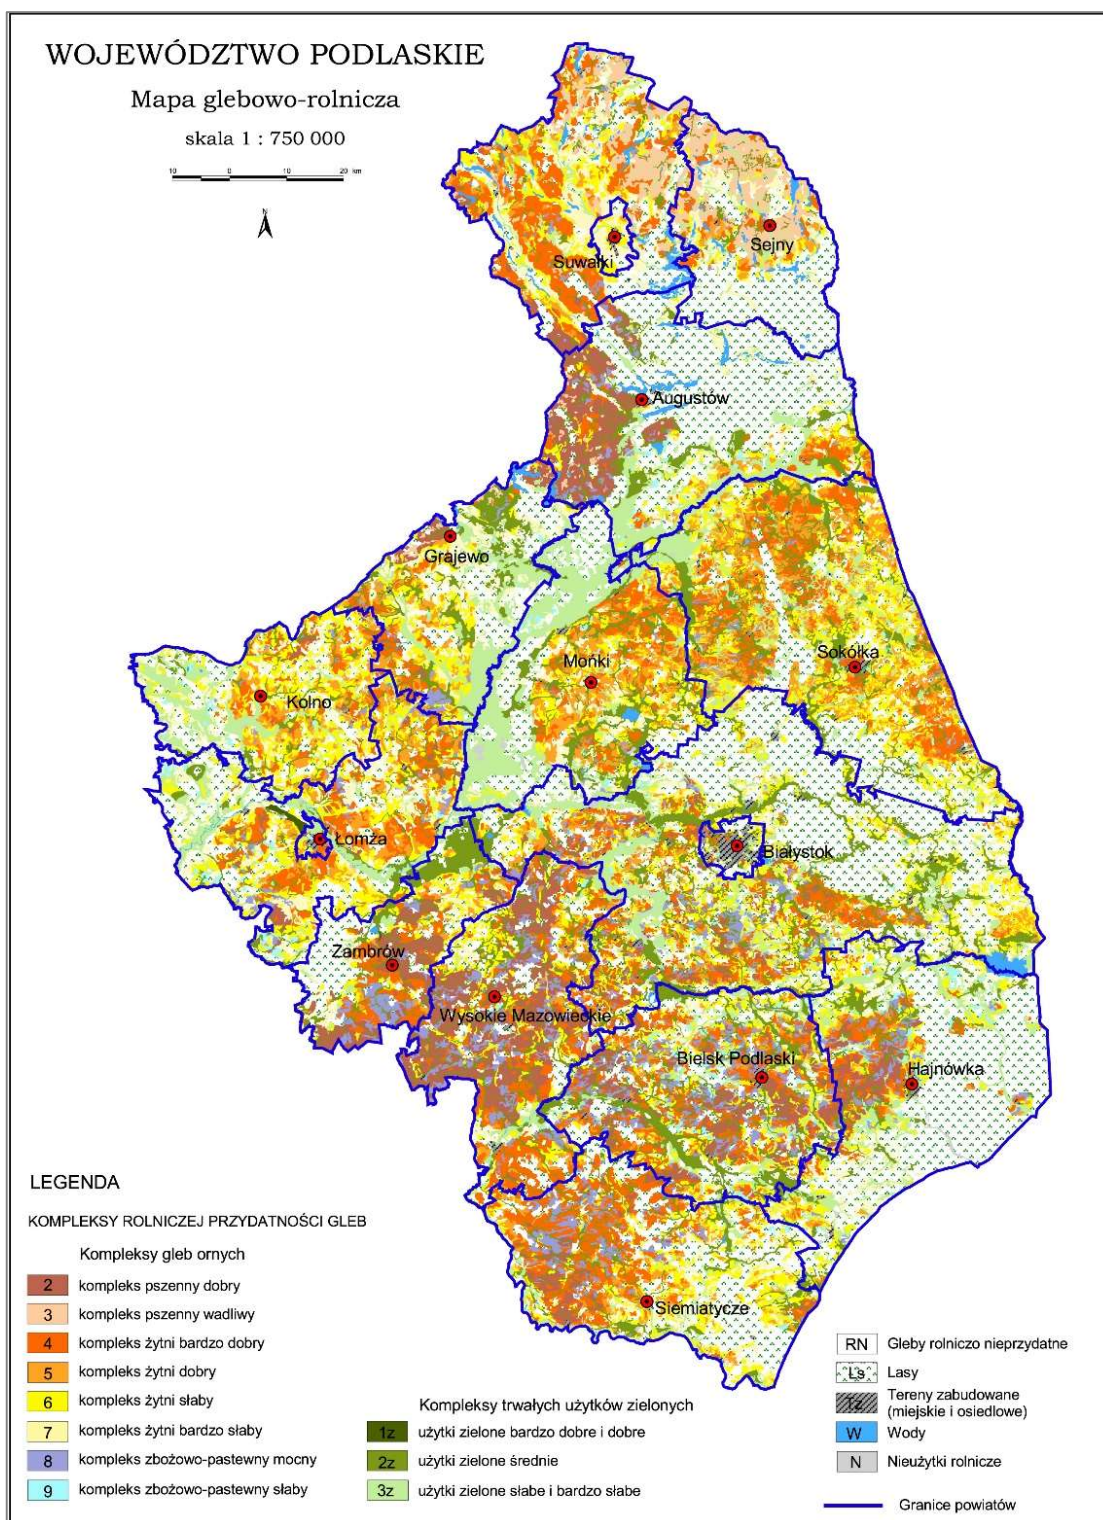 WOJEWÓDZTWO PODLASKIE
Mapa glebowo-rolnicza
skala 1 : 750 000
10 0 10 20 km
N
Sejny
Suwałki
Augustów
Grajewo
Mońki
Sokółka
Kolno
Łomża
Białystok
Zambrów
Wysokie Mazowieckie
Bielsk Podlaski
Hajnówka
Siemiatycze
LEGENDA
KOMPLEKSY ROLNICZEJ PRZYDATNOŚCI GLEB
Kompleksy gleb ornych
2 kompleks pszenny dobry
3 kompleks pszenny wadliwy
4 kompleks żytni bardzo dobry
5 kompleks żytni dobry
6 kompleks żytni słaby
7 kompleks żytni bardzo słaby
8 kompleks zbożowo-pastewny mocny
9 kompleks zbożowo-pastewny słaby
Kompleksy trwałych użytków zielonych
1z użytki zielone bardzo dobre i dobre
2z użytki zielone średnie
3z użytki zielone słabe i bardzo słabe
RN Gleby rolniczo nieprzydatne
Ls Lasy
Tz Tereny zabudowane
(miejskie i osiedlowe)
W Wody
N Nieużytki rolnicze
Granice powiatów